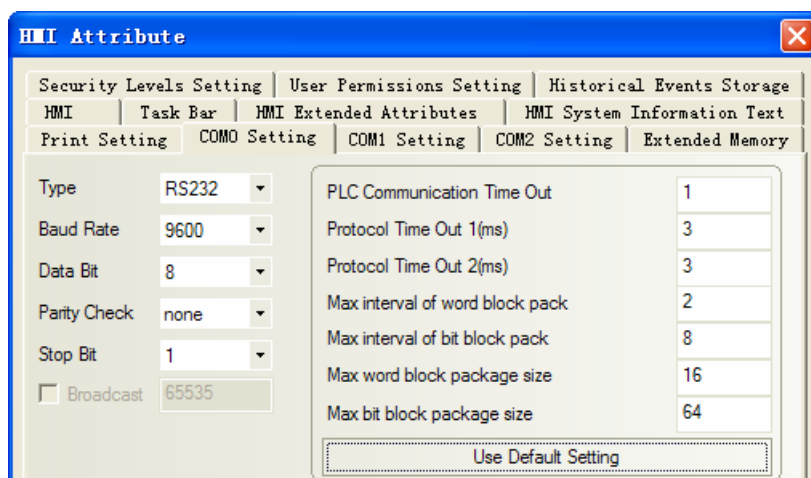 HMI Attribute
Security Levels Setting User Permissions Setting Historical Events Storage
HMI Task Bar HMI Extended Attributes HMI System Information Text
Print Setting COM0 Setting COM1 Setting COM2 Setting Extended Memory
Type RS232
Baud Rate 9600
Data Bit 8
Parity Check none
Stop Bit 1
Broadcast 65535
PLC Communication Time Out 1
Protocol Time Out 1(ms) 3
Protocol Time Out 2(ms) 3
Max interval of word block pack 2
Max interval of bit block pack 8
Max word block package size 16
Max bit block package size 64
Use Default Setting